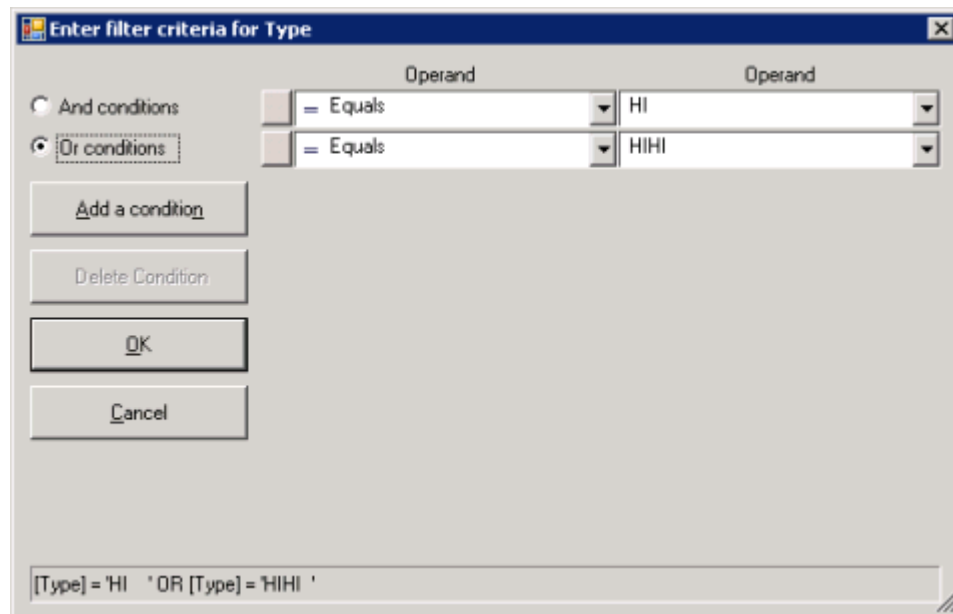 Enter filter criteria for Type
Operand Operand
And conditions = Equals HI
Or conditions = Equals HIHI
Add a condition
Delete Condition
OK
Cancel
[Type] = 'HI    ' OR [Type] = 'HIHI  '